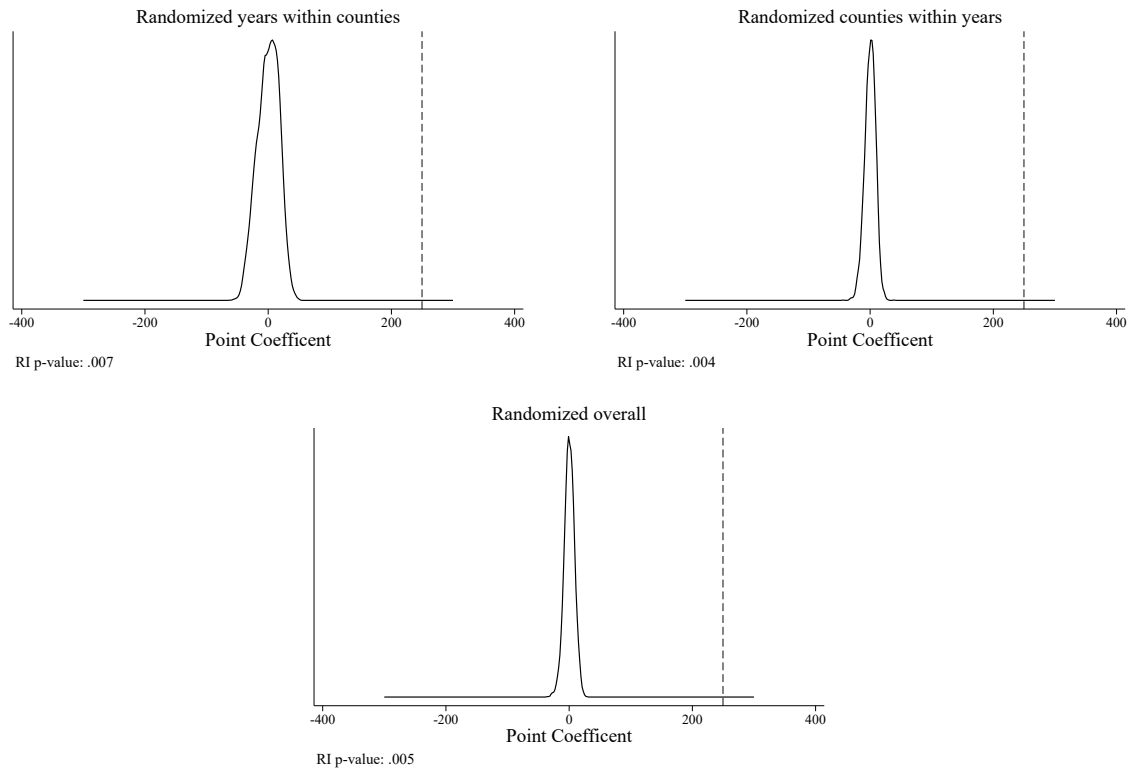 Randomized years within counties
-400 -200 0 200 400
Point Coefficent
RI p-value: .007
Randomized counties within years
-400 -200 0 200 400
Point Coefficent
RI p-value: .004
Randomized overall
-400 -200 0 200 400
Point Coefficent
RI p-value: .005